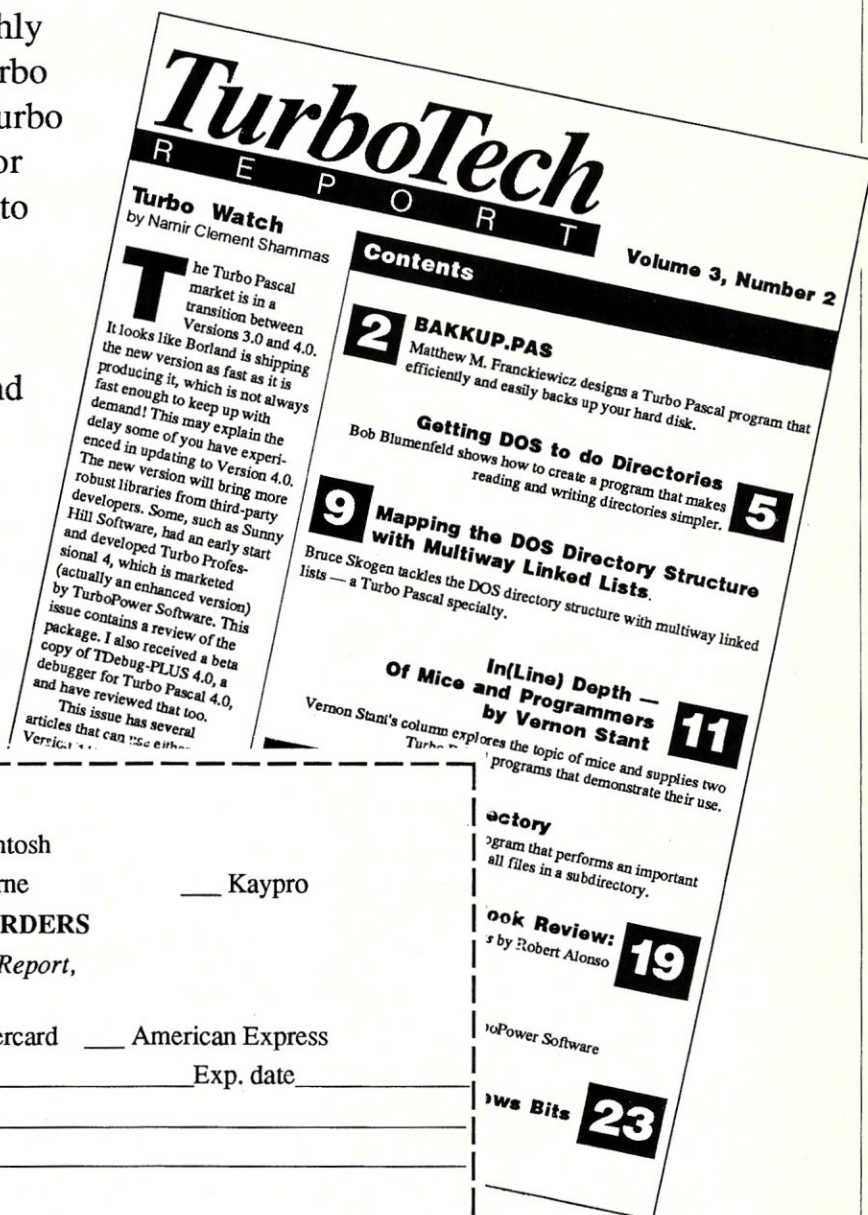 hly
rbo
urbo
or
to
nd
TurboTech
REPORT
Volume 3, Number 2
Turbo Watch
by Namir Clement Shammas
The Turbo Pascal
market is in a
transition between
Versions 3.0 and 4.0.
It looks like Borland is shipping
the new version as fast as it is
producing it, which is not always
fast enough to keep up with
demand! This may explain the
delay some of you have experi-
enced in updating to Version 4.0.
The new version will bring more
robust libraries from third-party
developers. Some, such as Sunny
Hill Software, had an early start
and developed Turbo Profes-
sional 4, which is marketed
(actually an enhanced version)
by TurboPower Software. This
issue contains a review of the
package. I also received a beta
copy of TDebug-PLUS 4.0, a
debugger for Turbo Pascal 4.0,
and have reviewed that too.
This issue has several
articles that can use either
Contents
2 BAKKUP.PAS
Matthew M. Franckiewicz designs a Turbo Pascal program that
efficiently and easily backs up your hard disk.
Getting DOS to do Directories 5
Bob Blumenfeld shows how to create a program that makes
reading and writing directories simpler.
9 Mapping the DOS Directory Structure
with Multiway Linked Lists.
Bruce Skogen tackles the DOS directory structure with multiway linked
lists — a Turbo Pascal specialty.
In(Line) Depth —
Of Mice and Programmers
by Vernon Stant 11
Vernon Stant's column explores the topic of mice and supplies two
Turbo programs that demonstrate their use.
ectory
ogram that performs an important
all files in a subdirectory.
ook Review: 19
s by Robert Alonso
boPower Software
ows Bits 23
ntosh
rne ___ Kaypro
RDERS
Report,
ercard ___ American Express
Exp. date